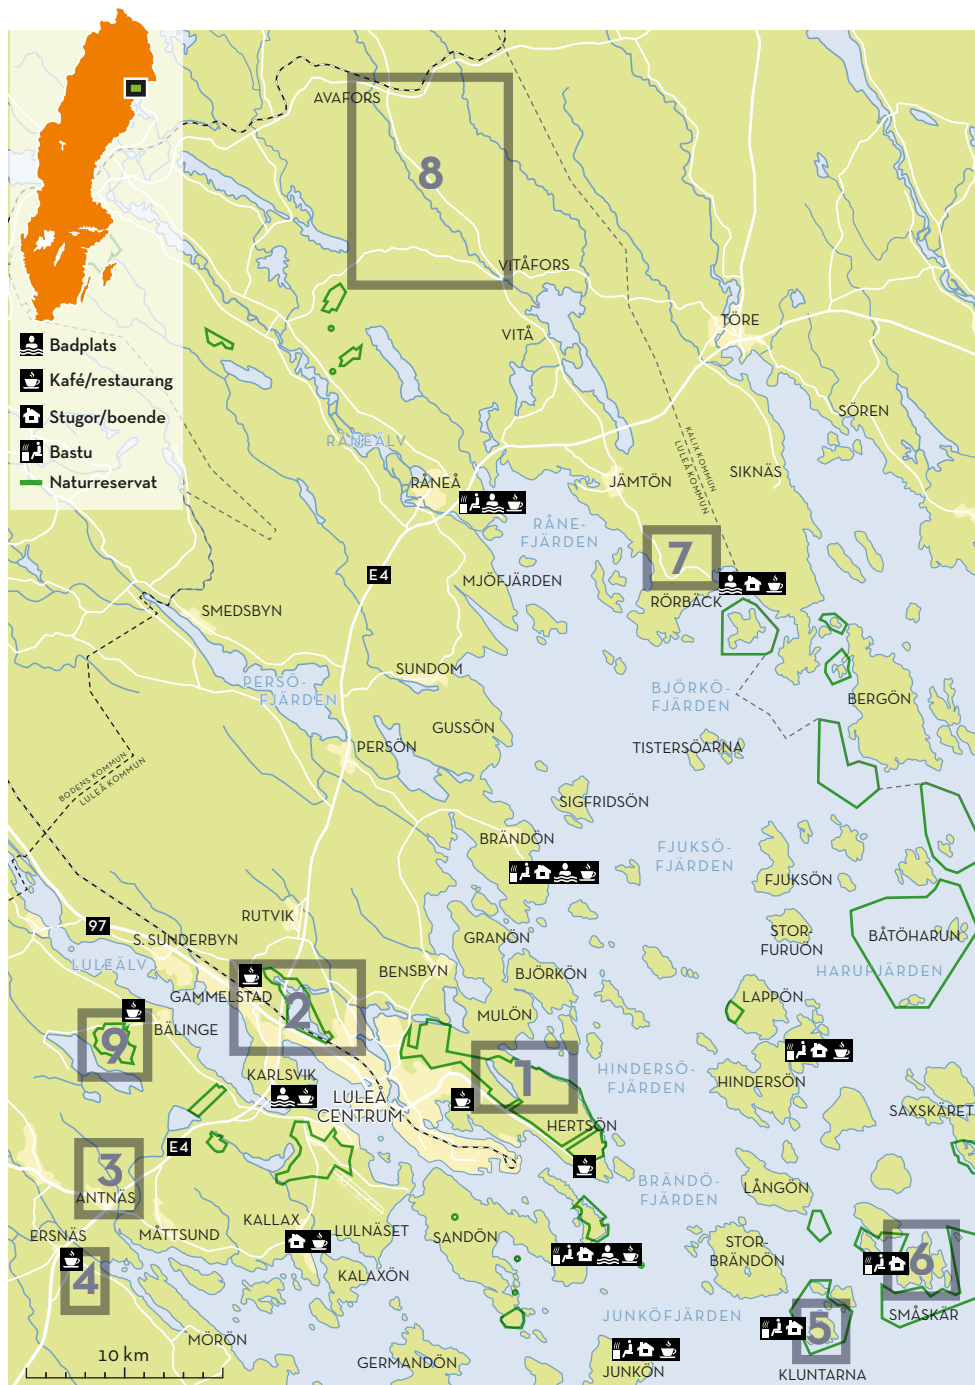 AVAFORS
8
VITÅFORS
VITÅ
TÖRE
SÖREN
Badplats
Kafé/restaurang
Stugor/boende
Bastu
Naturreservat
RÅNEÄLV
RÅNEÅ
JÄMTÖN
SIKNÄS
KALIX KOMMUN
LULEÅ KOMMUN
RÅNE-
FJÄRDEN
7
E4
MJÖFJÄRDEN
RÖRBÄCK
SMEDSBYN
SUNDOM
PERSÖ-
FJÄRDEN
BJÖRKÖ-
FJÄRDEN
BERGÖN
GUSSÖN
PERSÖN
TISTERSÖARNA
BODENS KOMMUN
LULEÅ KOMMUN
SIGFRIDSÖN
BRÄNDÖN
FJUKSÖ-
FJÄRDEN
FJUKSÖN
RUTVIK
97
S. SUNDERBYN
GRANÖN
STOR-
FURUÖN
BÅTÖHARUN
LULEÄLV
BENSBYN
BJÖRKÖN
HARUFJÄRDEN
GAMMELSTAD
2
LAPPÖN
MULÖN
BÄLINGE
9
KARLSVIK
1
HINDERSÖ-
FJÄRDEN
HINDERSÖN
LULEÅ
CENTRUM
SAXSKÄRET
HERTSÖN
E4
3
ANTNÄS
BRÄNDÖ-
FJÄRDEN
LÅNGÖN
ERSNÄS
MÅTTSUND
KALLAX
LULNÄSET
SANDÖN
STOR-
BRÄNDÖN
6
4
KALAXÖN
JUNKÖFJÄRDEN
SMÅSKÄR
5
MÖRÖN
10 km
GERMANDÖN
JUNKÖN
KLUNTARNA